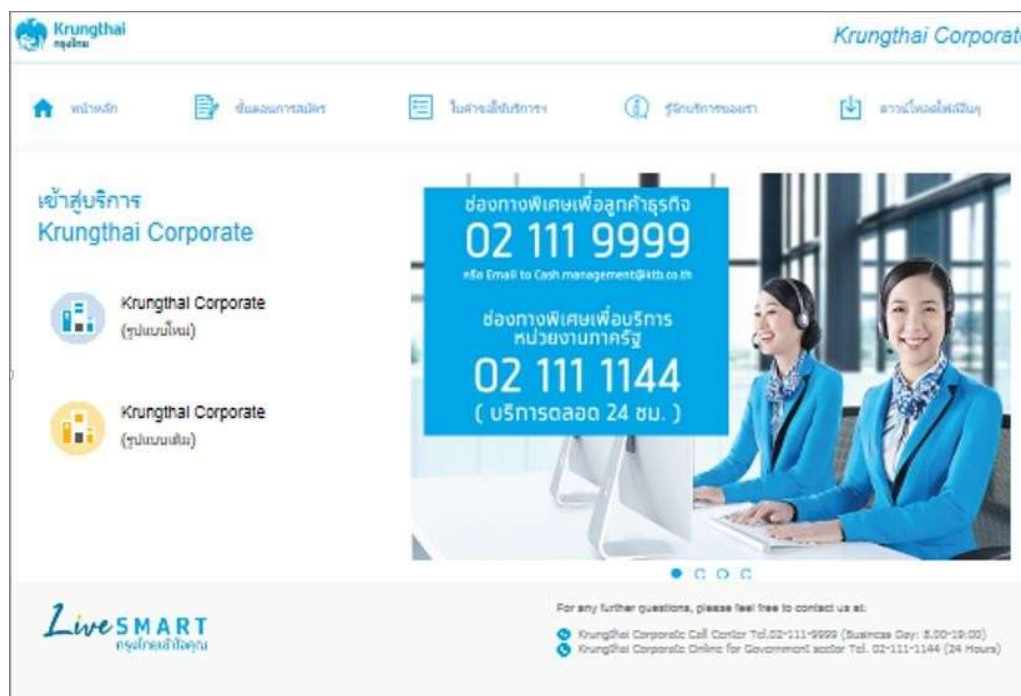 Krungthai
กรุงไทย
Krungthai Corporate
หน้าหลัก
ขั้นตอนการสมัคร
ใบคำขอใช้บริการฯ
รู้จักบริการของเรา
ดาวน์โหลดไฟล์อื่นๆ
เข้าสู่บริการ
Krungthai Corporate
Krungthai Corporate
(รูปแบบใหม่)
Krungthai Corporate
(รูปแบบเดิม)
ช่องทางพิเศษเพื่อลูกค้าธุรกิจ
02 111 9999
หรือ Email to Cash.management@ktb.co.th
ช่องทางพิเศษเพื่อบริการ
หน่วยงานภาครัฐ
02 111 1144
( บริการตลอด 24 ชม. )
Live SMART
กรุงไทยเข้าใจคุณ
For any further questions, please feel free to contact us at:
Krungthai Corporate Call Center Tel.02-111-9999 (Business Day: 8.00-19:00)
Krungthai Corporate Online for Government sector Tel. 02-111-1144 (24 Hours)